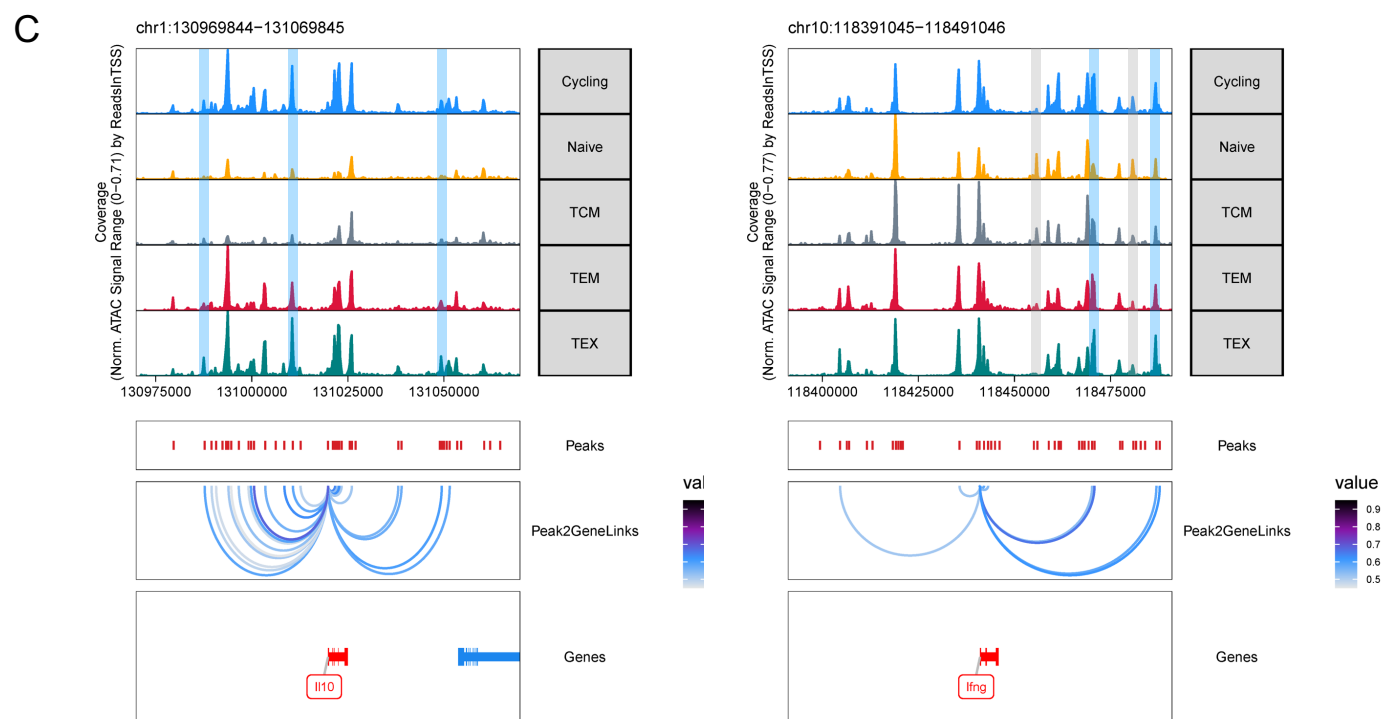 C
chr1:130969844−131069845
Coverage
(Norm. ATAC Signal Range (0−0.71) by ReadsInTSS)
Cycling
Naive
TCM
TEM
TEX
130975000 131000000 131025000 131050000
Peaks
Peak2GeneLinks
val
Genes
Il10
chr10:118391045−118491046
Coverage
(Norm. ATAC Signal Range (0−0.77) by ReadsInTSS)
Cycling
Naive
TCM
TEM
TEX
118400000 118425000 118450000 118475000
Peaks
Peak2GeneLinks
value
0.9
0.8
0.7
0.6
0.5
Genes
Ifng